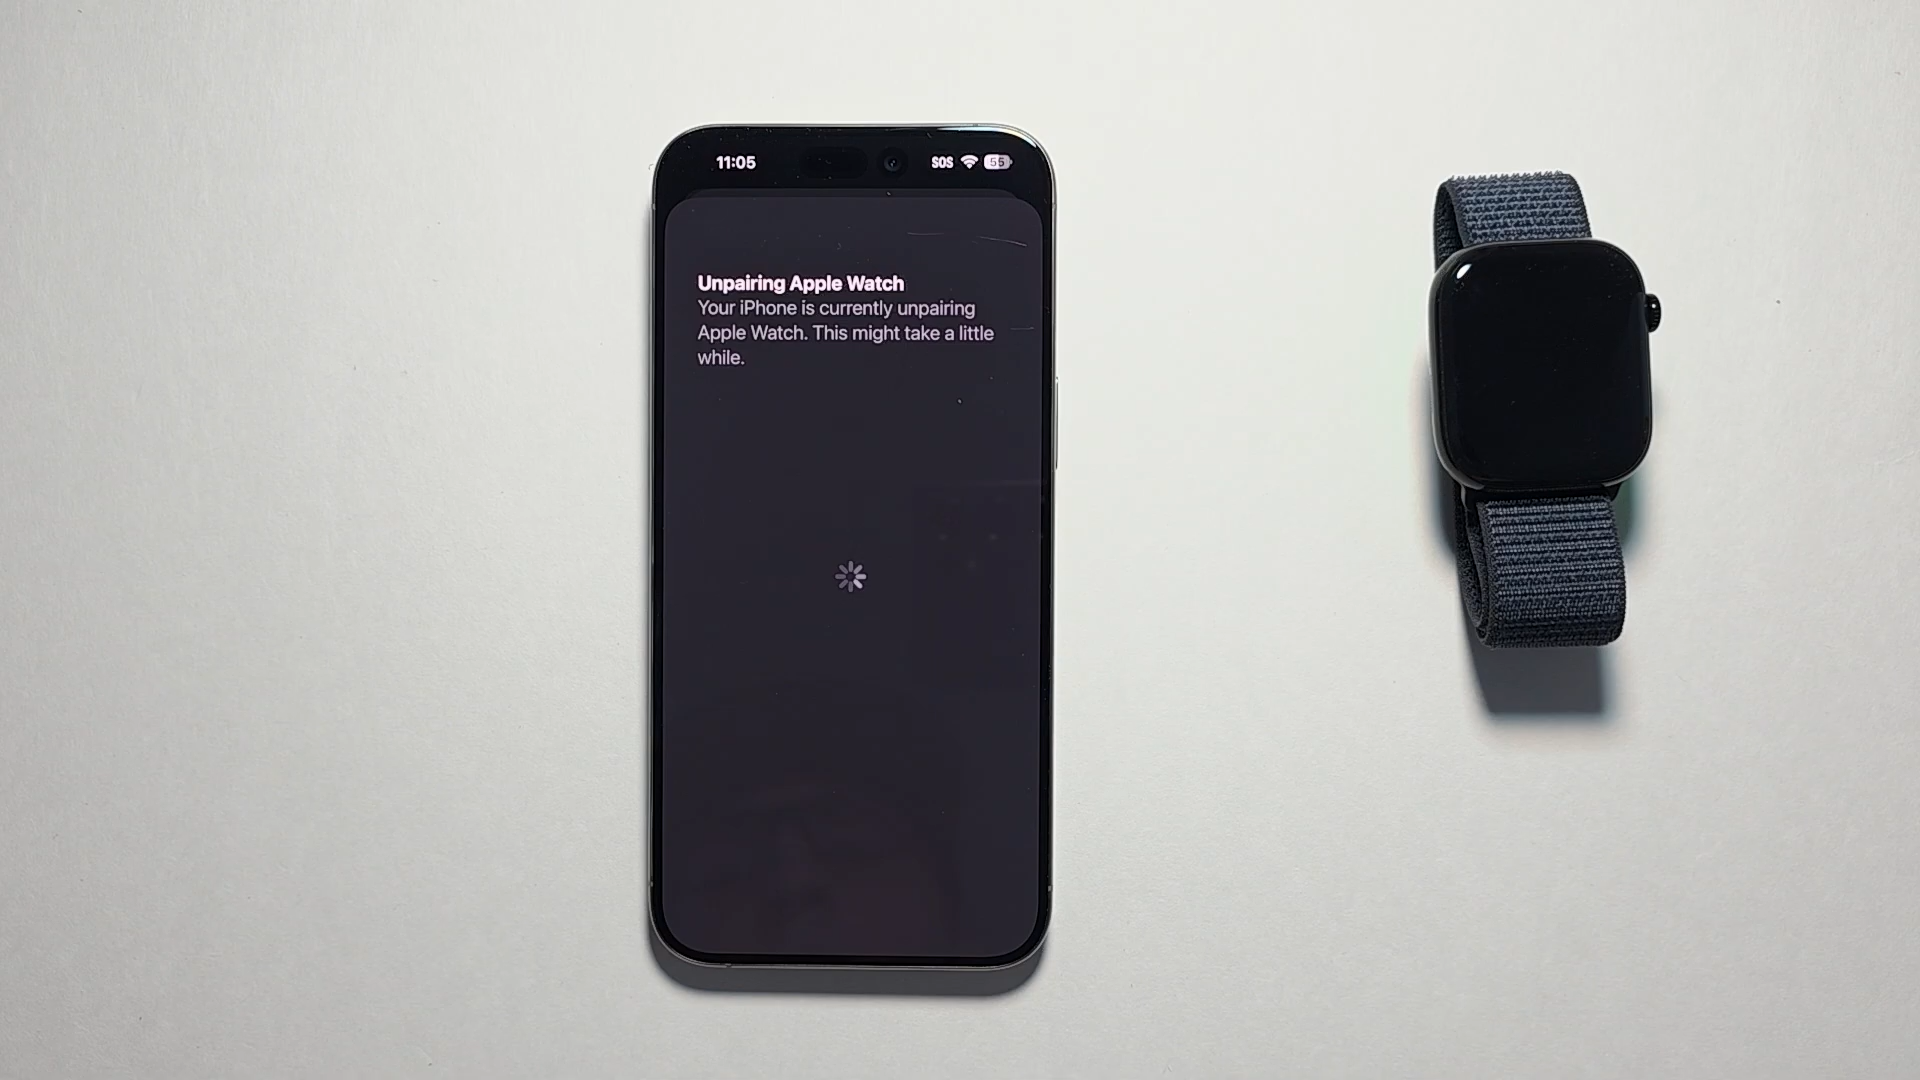 11:05 SOS 55
Unpairing Apple Watch
Your iPhone is currently unpairing
Apple Watch. This might take a little
while.